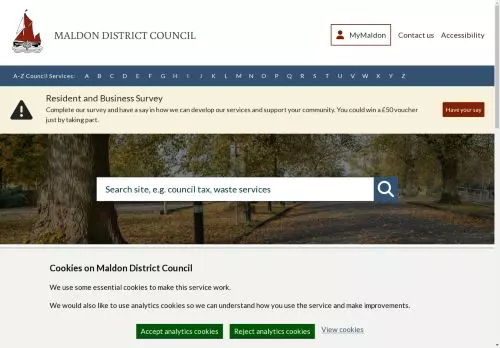 MALDON DISTRICT COUNCIL
MyMaldon
Contact us
Accessibility
A-Z Council Services: A B C D E F G H I J K L M N O P Q R S T U V W X Y Z
Resident and Business Survey
Complete our survey and have a say in how we can develop our services and support your community. You could win a £50 voucher
just by taking part.
Have your say
Search site, e.g. council tax, waste services
Cookies on Maldon District Council
We use some essential cookies to make this service work.
We would also like to use analytics cookies so we can understand how you use the service and make improvements.
Accept analytics cookies
Reject analytics cookies
View cookies